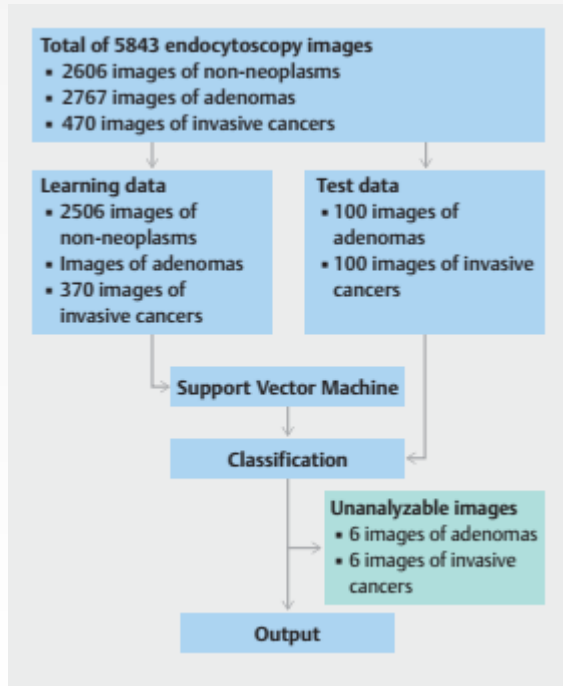 Total of 5843 endocytoscopy images
▪ 2606 images of non-neoplasms
▪ 2767 images of adenomas
▪ 470 images of invasive cancers
Learning data
▪ 2506 images of
non-neoplasms
▪ Images of adenomas
▪ 370 images of
invasive cancers
Test data
▪ 100 images of
adenomas
▪ 100 images of invasive
cancers
Support Vector Machine
Classification
Unanalyzable images
▪ 6 images of adenomas
▪ 6 images of invasive
cancers
Output